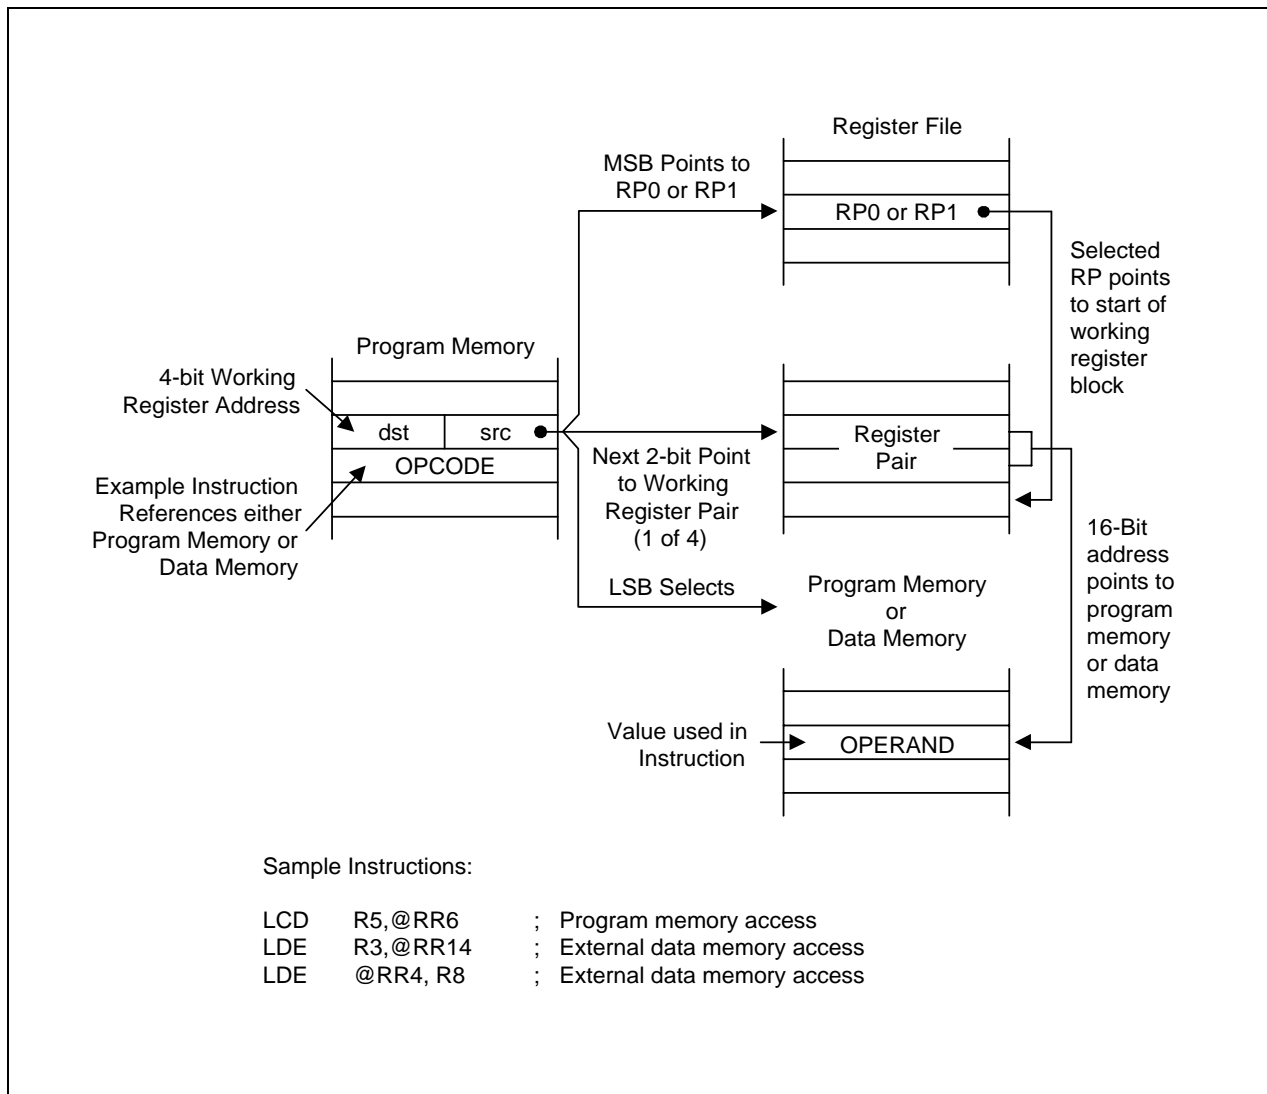 Register File
MSB Points to
RP0 or RP1
RP0 or RP1
Selected
RP points
to start of
working
register
block
Program Memory
4-bit Working
Register Address
dst src
OPCODE
Example Instruction
References either
Program Memory or
Data Memory
Next 2-bit Point
to Working
Register Pair
(1 of 4)
Register
Pair
LSB Selects
Program Memory
or
Data Memory
16-Bit
address
points to
program
memory
or data
memory
Value used in
Instruction
OPERAND
Sample Instructions:
LCD R5,@RR6 ; Program memory access
LDE R3,@RR14 ; External data memory access
LDE @RR4, R8 ; External data memory access